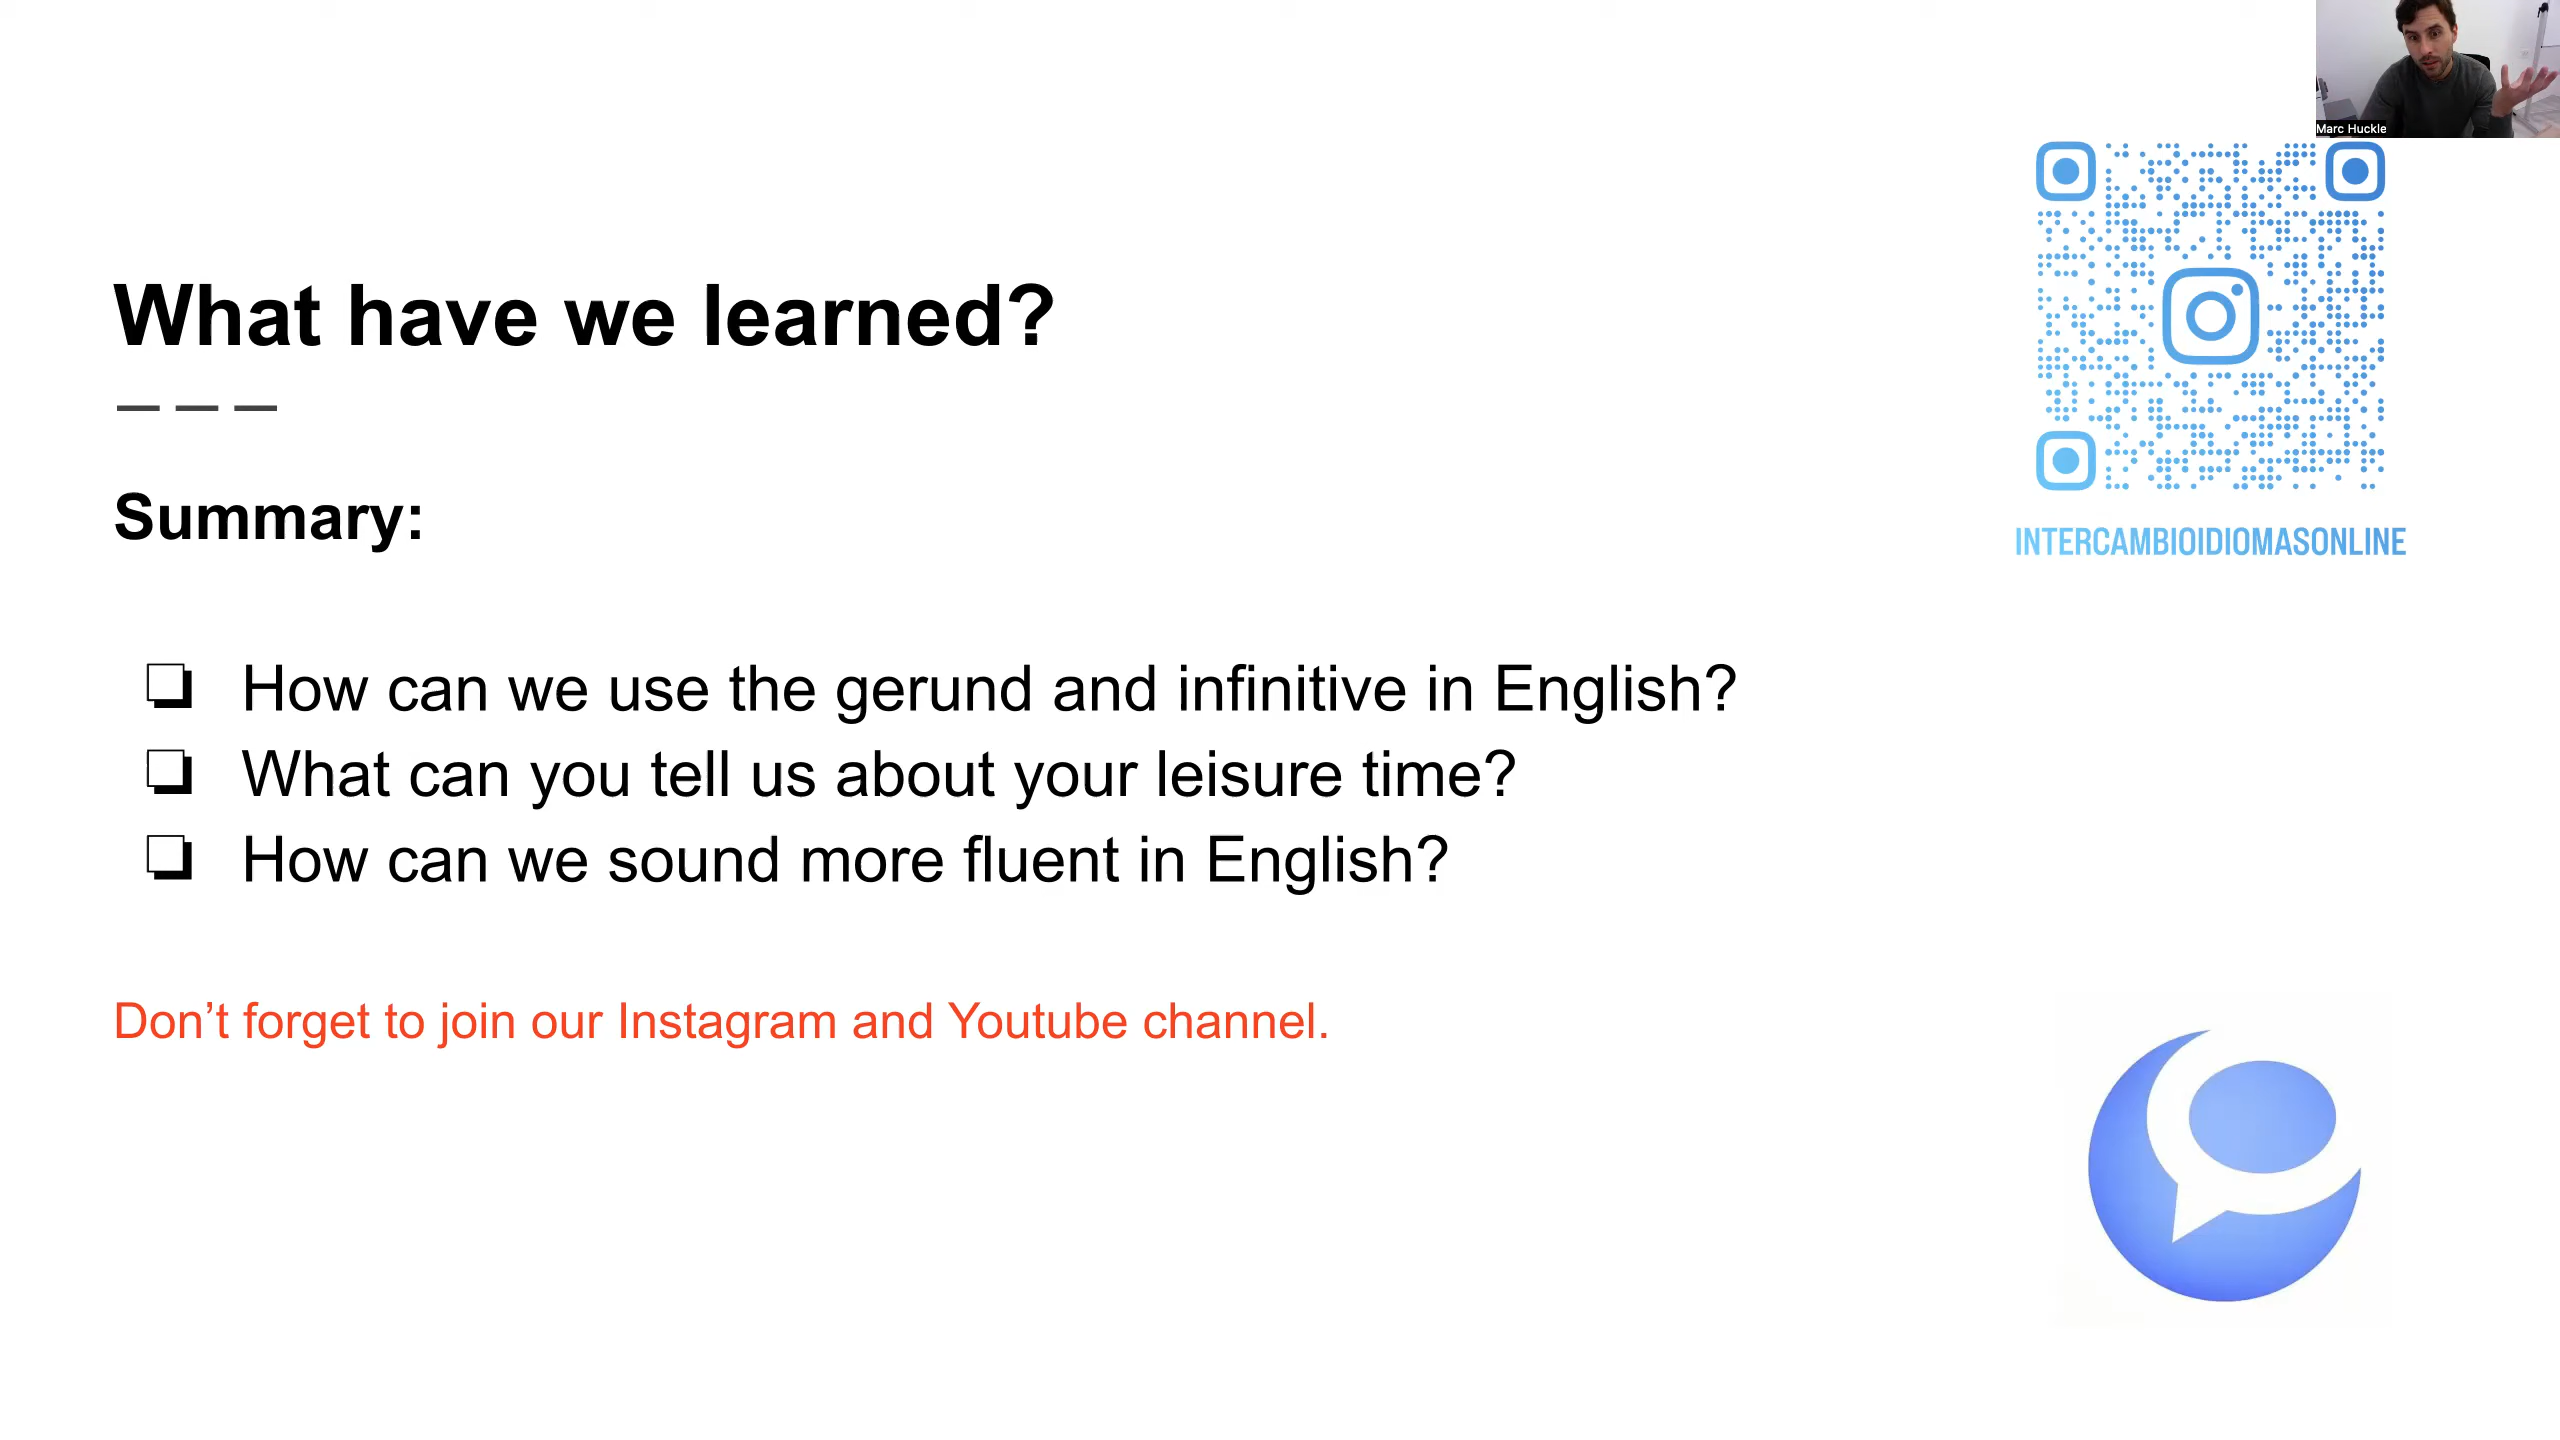 Marc Huckle
What have we learned?
Summary:
How can we use the gerund and infinitive in English?
What can you tell us about your leisure time?
How can we sound more fluent in English?
Don’t forget to join our Instagram and Youtube channel.
INTERCAMBIOIDIOMASONLINE